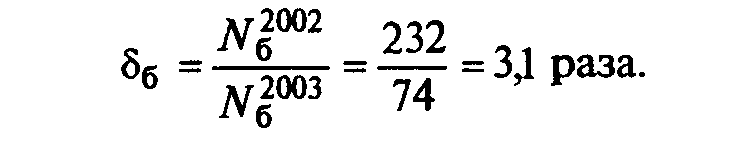 δ_б = N_б^2002 / N_б^2003 = 232 / 74 = 3,1 раза.